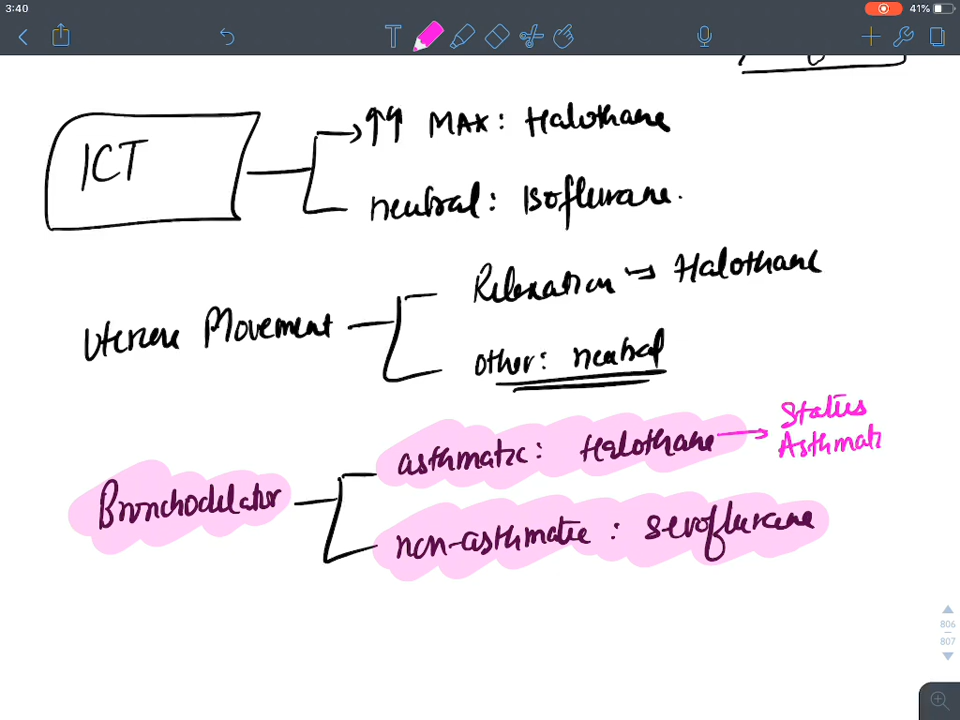 3:40
41%
T
ICT
↑↑ MAX: Halothane
neutral: Isoflurane.
Uterine Movement
Relaxation → Halothane
other: neutral
Status
Asthmati
asthmatic: Halothane
Bronchodilator
non-asthmatic: Sevoflurane
806
807